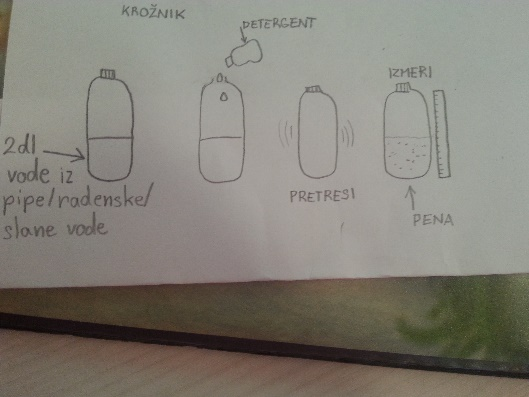 KROŽNIK
DETERGENT
IZMERI
2dl
vode iz
pipe/radenske/
slane vode
PRETRESI
PENA